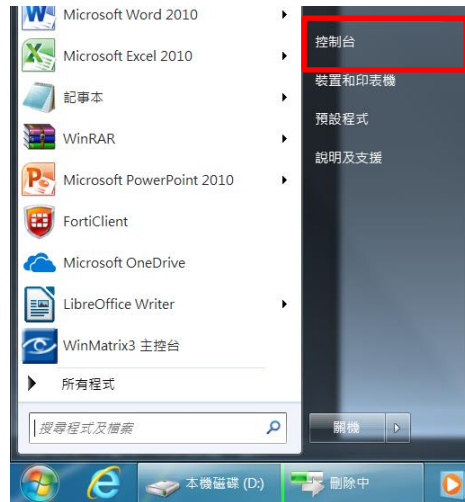 Microsoft Word 2010
Microsoft Excel 2010
記事本
WinRAR
Microsoft PowerPoint 2010
FortiClient
Microsoft OneDrive
LibreOffice Writer
WinMatrix3 主控台
所有程式
搜尋程式及檔案
控制台
裝置和印表機
預設程式
說明及支援
關機
本機磁碟 (D:)
刪除中